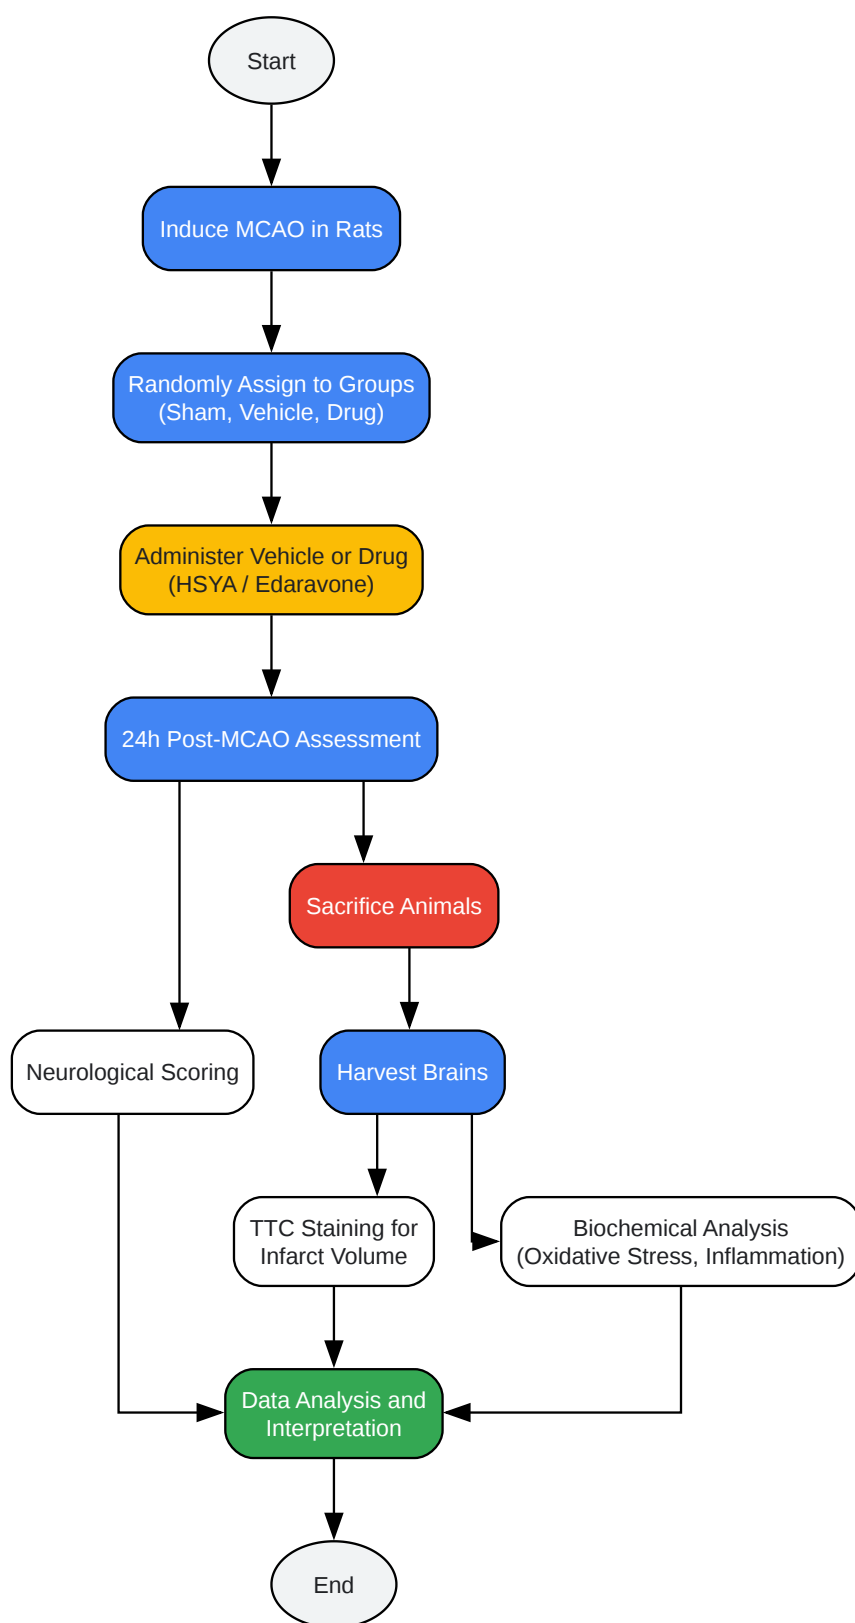 Start
Induce MCAO in Rats
Randomly Assign to Groups
(Sham, Vehicle, Drug)
Administer Vehicle or Drug
(HSYA / Edaravone)
24h Post-MCAO Assessment
Sacrifice Animals
Neurological Scoring
Harvest Brains
TTC Staining for
Infarct Volume
Biochemical Analysis
(Oxidative Stress, Inflammation)
Data Analysis and
Interpretation
End